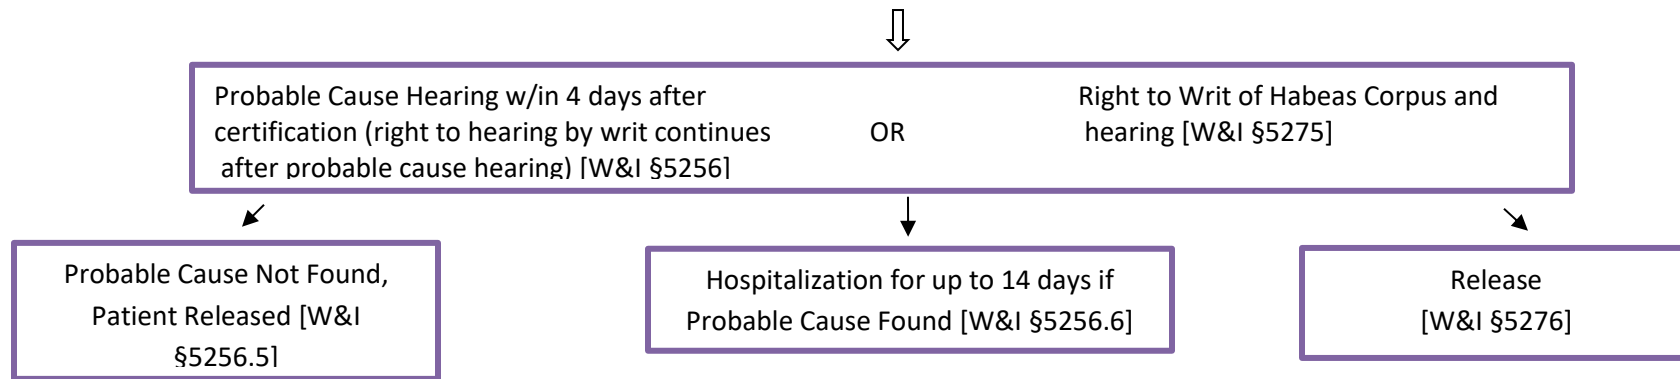 Probable Cause Hearing w/in 4 days after
certification (right to hearing by writ continues
after probable cause hearing) [W&I §5256]
OR
Right to Writ of Habeas Corpus and
hearing [W&I §5275]
Probable Cause Not Found,
Patient Released [W&I
§5256.5]
Hospitalization for up to 14 days if
Probable Cause Found [W&I §5256.6]
Release
[W&I §5276]